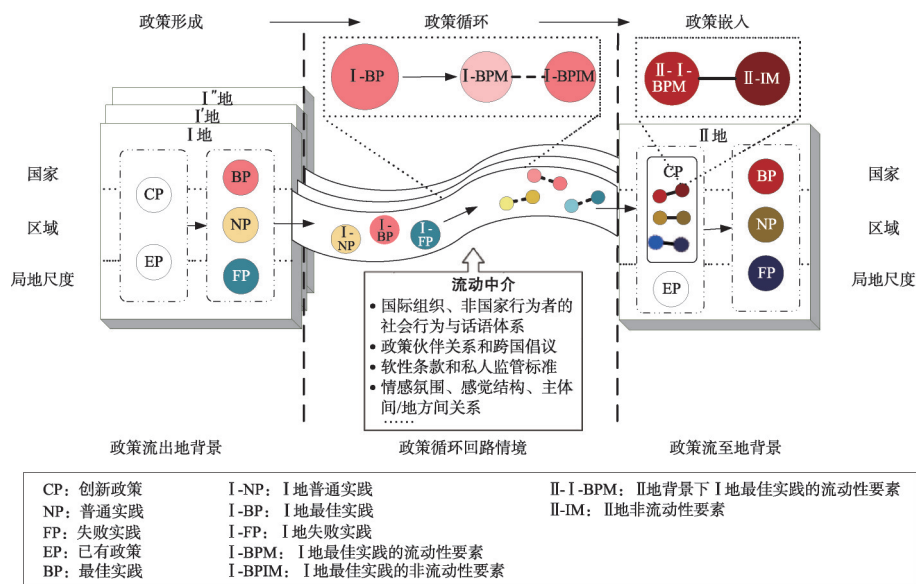 政策形成 政策循环 政策嵌入
Ⅰ-BP Ⅰ-BPM Ⅰ-BPIM
Ⅱ-Ⅰ-
BPM
Ⅱ-IM
Ⅰ″地
Ⅰ′地
Ⅰ地
Ⅱ地
国家
区域
局地尺度
CP
EP
BP
NP
FP
Ⅰ-
NP
Ⅰ-
BP
Ⅰ-
FP
CP
EP
BP
NP
FP
国家
区域
局地尺度
流动中介
• 国际组织、非国家行为者的
社会行为与话语体系
• 政策伙伴关系和跨国倡议
• 软性条款和私人监管标准
• 情感氛围、感觉结构、主体
间/地方间关系
……
政策流出地背景 政策循环回路情境 政策流至地背景
CP：创新政策 Ⅰ-NP：Ⅰ地普通实践 Ⅱ-Ⅰ-BPM：Ⅱ地背景下Ⅰ地最佳实践的流动性要素
NP：普通实践 Ⅰ-BP：Ⅰ地最佳实践 Ⅱ-IM：Ⅱ地非流动性要素
FP：失败实践 Ⅰ-FP：Ⅰ地失败实践
EP：已有政策 Ⅰ-BPM：Ⅰ地最佳实践的流动性要素
BP：最佳实践 Ⅰ-BPIM：Ⅰ地最佳实践的非流动性要素